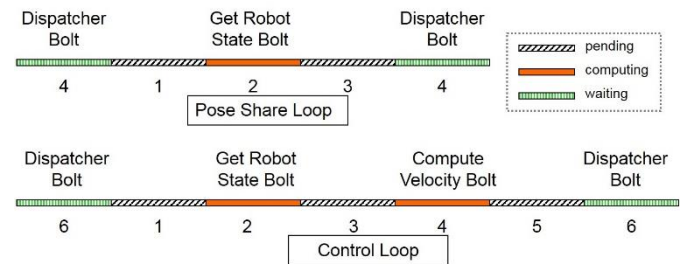 Dispatcher Get Robot Dispatcher
Bolt State Bolt Bolt
4 1 2 3 4
Pose Share Loop
pending
computing
waiting
Dispatcher Get Robot Compute Dispatcher
Bolt State Bolt Velocity Bolt Bolt
6 1 2 3 4 5 6
Control Loop